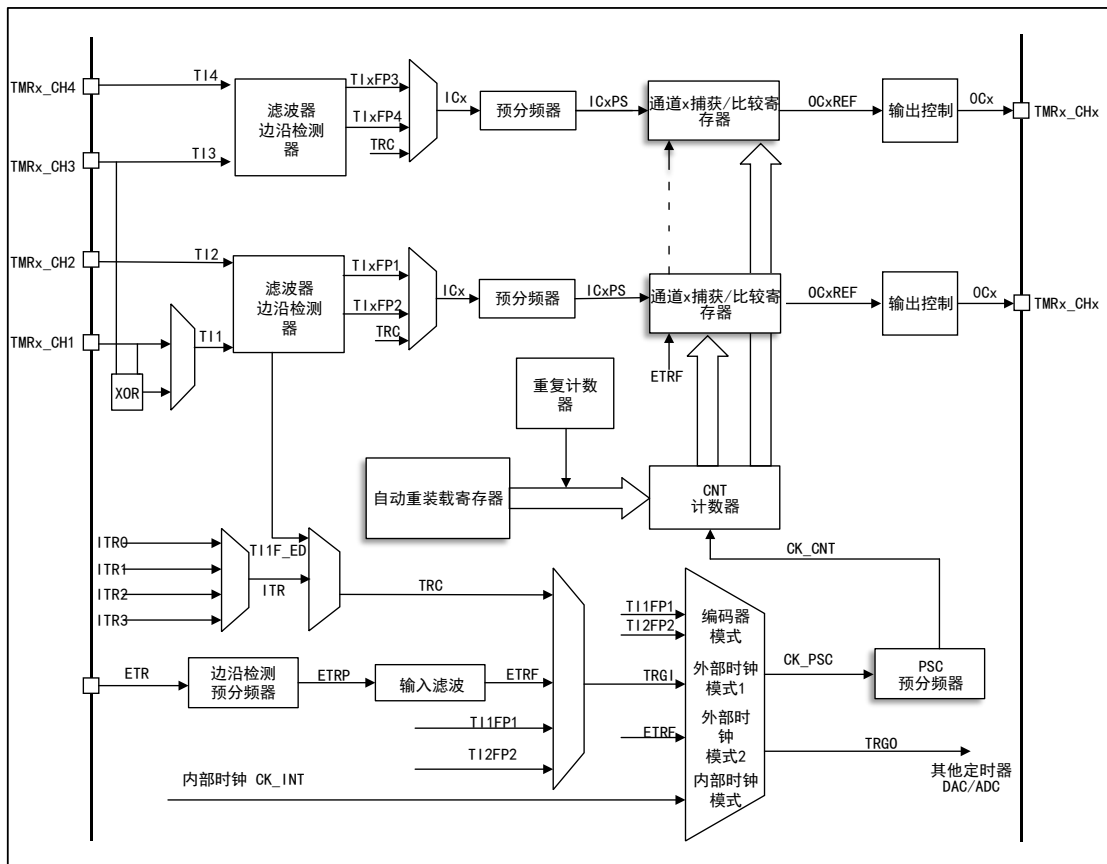 TMRx_CH4
TI4
滤波器
边沿检测
器
TIxFP3
TIxFP4
TRC
ICx
预分频器
ICxPS
通道x捕获/比较寄
存器
OCxREF
输出控制
OCx
TMRx_CHx
TMRx_CH3
TI3
TMRx_CH2
TI2
滤波器
边沿检测
器
TIxFP1
TIxFP2
TRC
ICx
预分频器
ICxPS
通道x捕获/比较寄
存器
OCxREF
输出控制
OCx
TMRx_CHx
TMRx_CH1
TI1
XOR
ETRF
重复计数
器
自动重装载寄存器
CNT
计数器
CK_CNT
ITR0
ITR1
ITR2
ITR3
TI1F_ED
ITR
TRC
TI1FP1
TI2FP2
编码器
模式
外部时钟
模式1
外部时
钟
模式2
内部时钟
模式
CK_PSC
PSC
预分频器
ETR
边沿检测
预分频器
ETRP
输入滤波
ETRF
TRGI
TI1FP1
TI2FP2
ETRF
TRGO
其他定时器
DAC/ADC
内部时钟 CK_INT